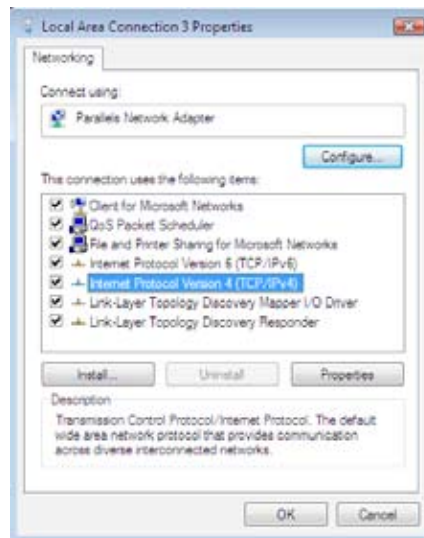 Local Area Connection 3 Properties
Networking
Connect using:
Parallels Network Adapter
Configure...
This connection uses the following items:
Client for Microsoft Networks
QoS Packet Scheduler
File and Printer Sharing for Microsoft Networks
Internet Protocol Version 6 (TCP/IPv6)
Internet Protocol Version 4 (TCP/IPv4)
Link-Layer Topology Discovery Mapper I/O Driver
Link-Layer Topology Discovery Responder
Install...
Uninstall
Properties
Description
Transmission Control Protocol/Internet Protocol. The default
wide area network protocol that provides communication
across diverse interconnected networks.
OK
Cancel